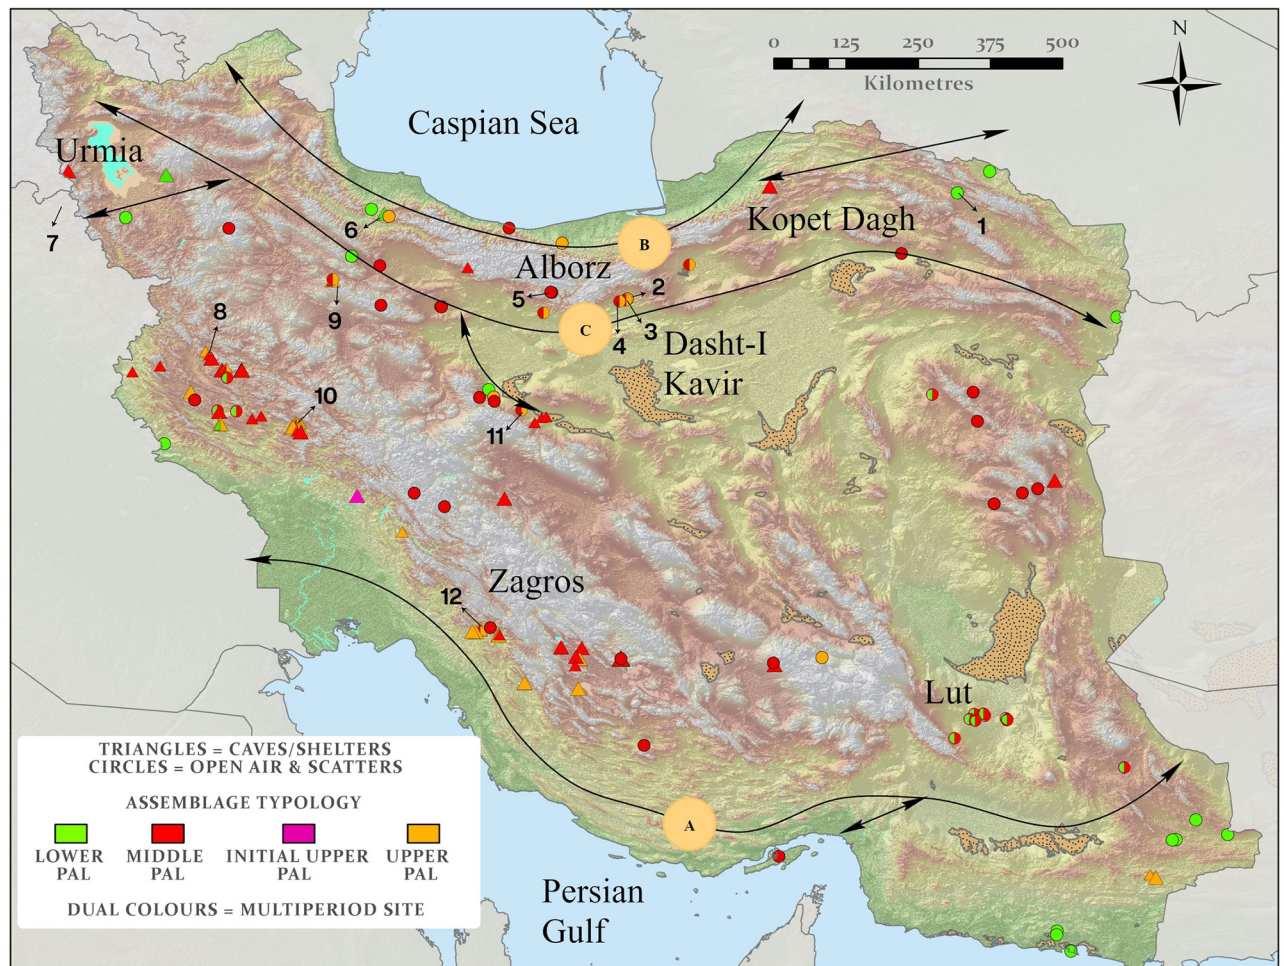 N
0 125 250 375 500
Kilometres
Caspian Sea
Urmia
Kopet Dagh
1
7
6
B
Alborz
5
2
3
4
C
9
8
Dasht-I
Kavir
10
11
Zagros
12
Lut
A
Persian
Gulf
TRIANGLES = CAVES/SHELTERS
CIRCLES = OPEN AIR & SCATTERS
ASSEMBLAGE TYPOLOGY
LOWER PAL
MIDDLE PAL
INITIAL UPPER PAL
UPPER PAL
DUAL COLOURS = MULTIPERIOD SITE